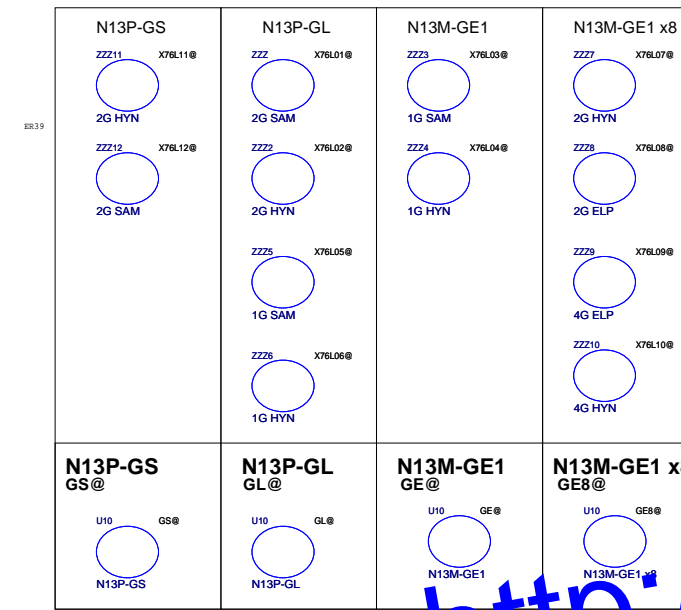 N13P-GS N13P-GL N13M-GE1 N13M-GE1 x8
ZZZ11 X76L11@ ZZZ X76L01@ ZZZ3 X76L03@ ZZZ7 X76L07@
2G HYN 2G SAM 1G SAM 2G HYN
ER39
ZZZ12 X76L12@ ZZZ2 X76L02@ ZZZ4 X76L04@ ZZZ8 X76L08@
2G SAM 2G HYN 1G HYN 2G ELP
ZZZ5 X76L05@ ZZZ9 X76L09@
1G SAM 4G ELP
ZZZ6 X76L06@ ZZZ10 X76L10@
1G HYN 4G HYN
N13P-GS N13P-GL N13M-GE1 N13M-GE1
GS@ GL@ GE@ GE8@
U10 GS@ U10 GL@ U10 GE@ U10 GE8@
N13P-GS N13P-GL N13M-GE1 N13M-GE1 x8